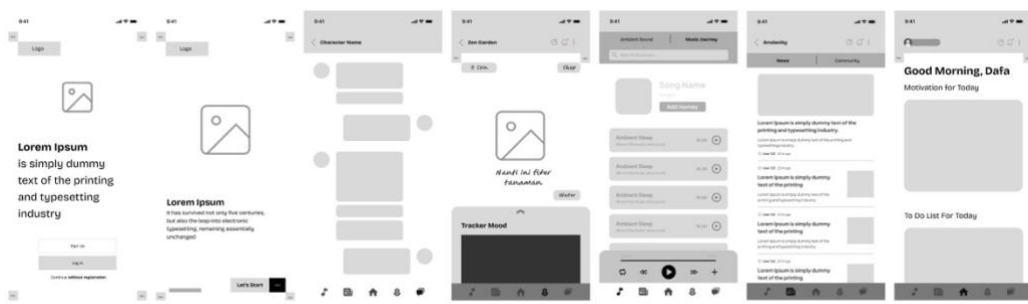 9:41
Logo
Lorem Ipsum
is simply dummy
text of the printing
and typesetting
industry
Log in
Continue without registration
9:41
Logo
Lorem Ipsum
It has survived not only five centuries,
but also the leap into electronic
typesetting, remaining essentially
unchanged
Let's Start
9:41
Character Name
9:41
Zen Garden
Shop
Nanti ini fitur
tanaman
Water
Tracker Mood
9:41
Ambient Sound
Music Journey
Song Name
Add Journey
Ambient Sleep
Ambient Sleep
Ambient Sleep
Ambient Sleep
Ambient Sleep
9:41
News
Community
Lorem Ipsum is simply dummy text of the
printing and typesetting industry.
Lorem Ipsum is simply dummy
text of the printing
Lorem Ipsum is simply dummy
text of the printing
Lorem Ipsum is simply dummy
text of the printing
9:41
Good Morning, Dafa
Motivation for Today
To Do List For Today